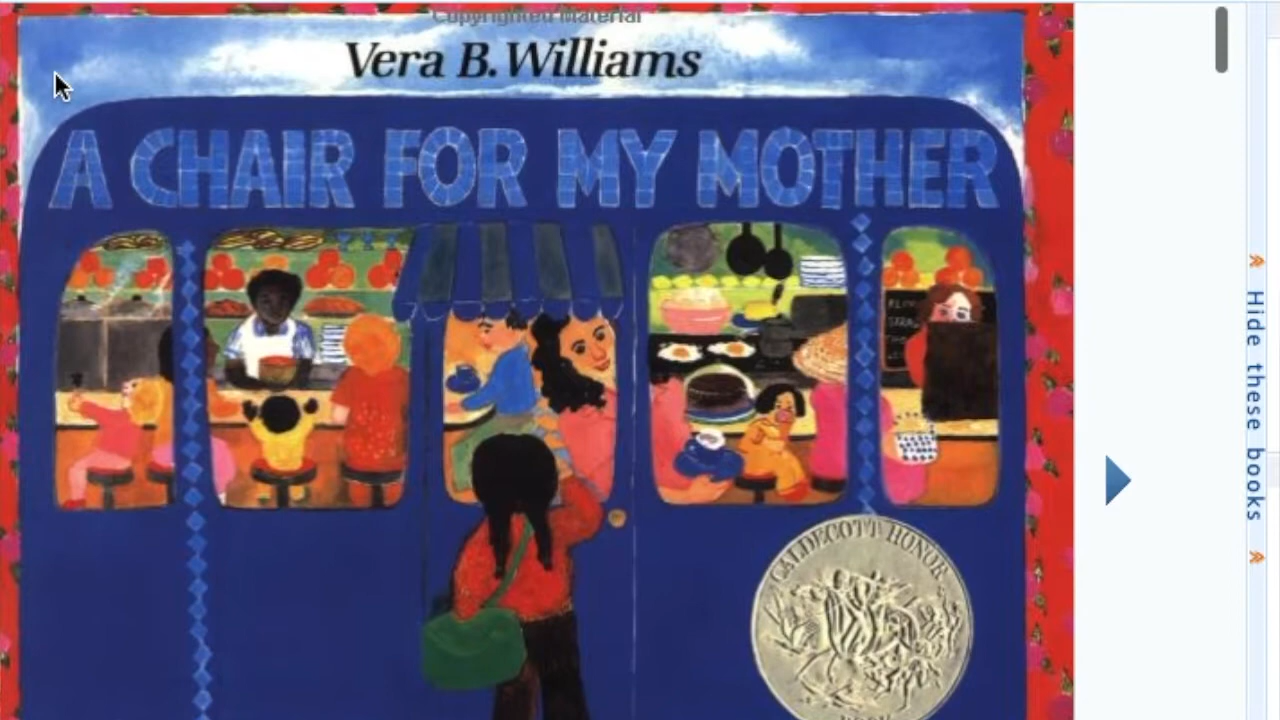 Copyrighted Material
Vera B. Williams
A CHAIR FOR MY MOTHER
CALDECOTT HONOR
Hide these books